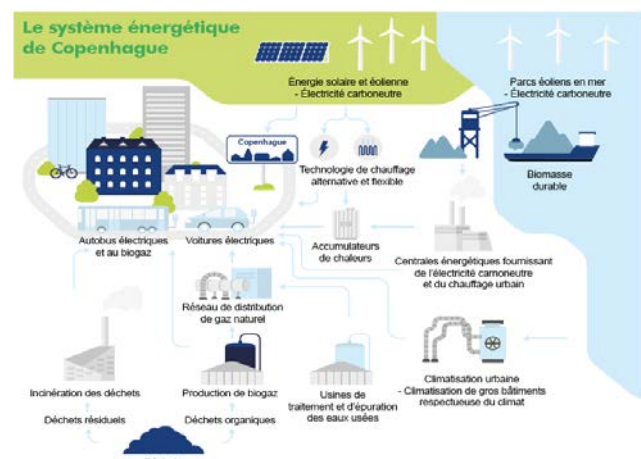 Le système énergétique
de Copenhague
Énergie solaire et éolienne
- Électricité carboneutre
Parcs éoliens en mer
- Électricité carboneutre
Copenhague
Technologie de chauffage
alternative et flexible
Biomasse
durable
Autobus électriques
et au biogaz
Voitures électriques
Accumulateurs
de chaleurs
Centrales énergétiques fournissant
de l'électricité carnoneutre
et du chauffage urbain
Réseau de distribution
de gaz naturel
Incinération des déchets
Production de biogaz
Usines de
traitement et d'épuration
des eaux usées
Climatisation urbaine
- Climatisation de gros bâtiments
respectueuse du climat
Déchets résiduels
Déchets organiques